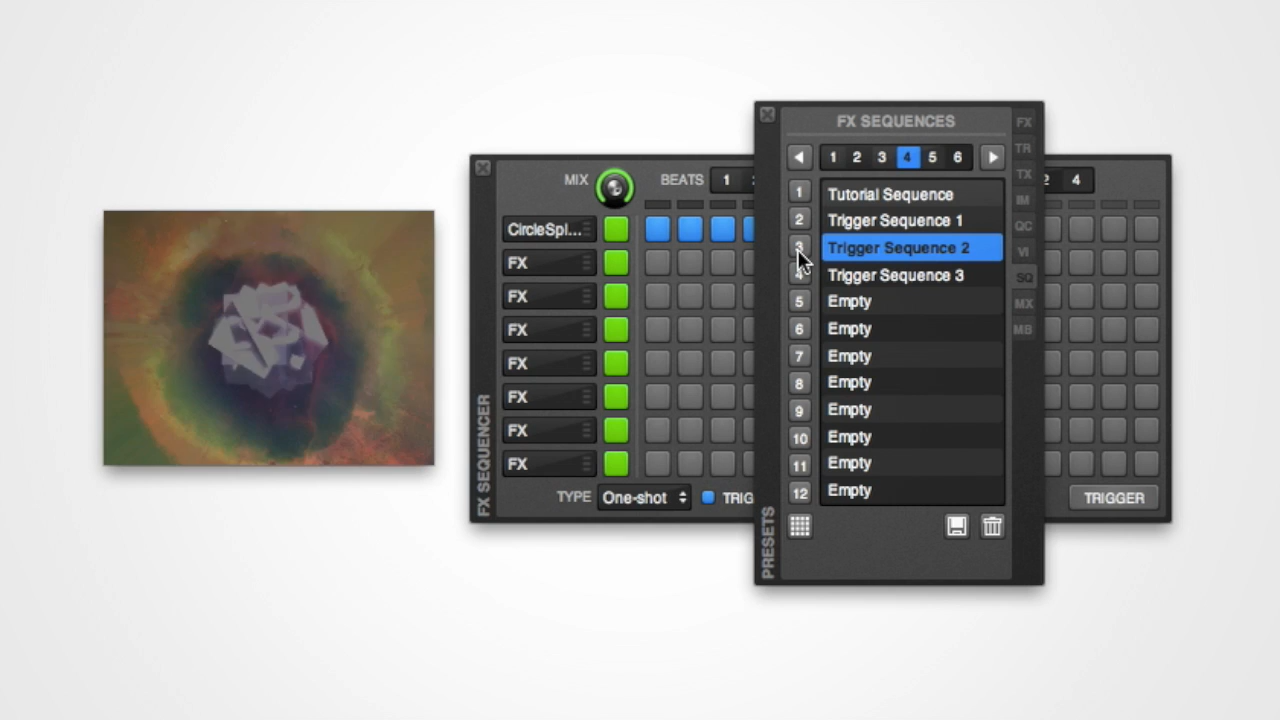 FX SEQUENCES
1 2 3 4 5 6
1 Tutorial Sequence
2 Trigger Sequence 1
3 Trigger Sequence 2
4 Trigger Sequence 3
5 Empty
6 Empty
7 Empty
8 Empty
9 Empty
10 Empty
11 Empty
12 Empty
PRESETS
FX
TR
TX
IM
QC
VI
SQ
MX
MB
MIX
BEATS 1
2 4
CircleSpl...
FX
FX
FX
FX
FX
FX
FX
TYPE One-shot
TRIG
TRIGGER
FX SEQUENCER